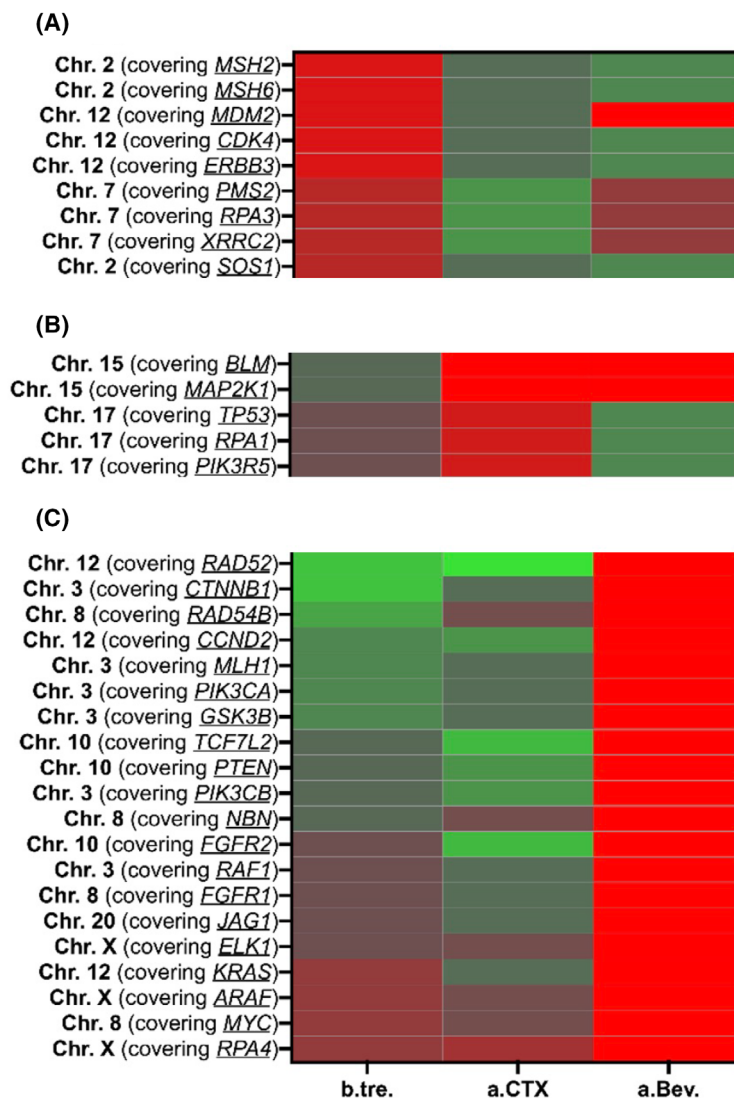 (A)
Chr. 2 (covering MSH2)
Chr. 2 (covering MSH6)
Chr. 12 (covering MDM2)
Chr. 12 (covering CDK4)
Chr. 12 (covering ERBB3)
Chr. 7 (covering PMS2)
Chr. 7 (covering RPA3)
Chr. 7 (covering XRRC2)
Chr. 2 (covering SOS1)
(B)
Chr. 15 (covering BLM)
Chr. 15 (covering MAP2K1)
Chr. 17 (covering TP53)
Chr. 17 (covering RPA1)
Chr. 17 (covering PIK3R5)
(C)
Chr. 12 (covering RAD52)
Chr. 3 (covering CTNNB1)
Chr. 8 (covering RAD54B)
Chr. 12 (covering CCND2)
Chr. 3 (covering MLH1)
Chr. 3 (covering PIK3CA)
Chr. 3 (covering GSK3B)
Chr. 10 (covering TCF7L2)
Chr. 10 (covering PTEN)
Chr. 3 (covering PIK3CB)
Chr. 8 (covering NBN)
Chr. 10 (covering FGFR2)
Chr. 3 (covering RAF1)
Chr. 8 (covering FGFR1)
Chr. 20 (covering JAG1)
Chr. X (covering ELK1)
Chr. 12 (covering KRAS)
Chr. X (covering ARAF)
Chr. 8 (covering MYC)
Chr. X (covering RPA4)
b.tre. a.CTX a.Bev.